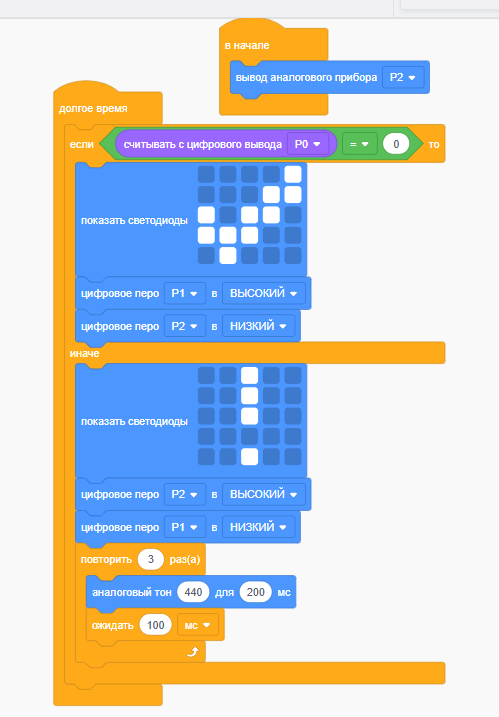 в начале
вывод аналогового прибора P2
долгое время
если считывать с цифрового вывода P0 = 0 то
показать светодиоды
цифровое перо P1 в ВЫСОКИЙ
цифровое перо P2 в НИЗКИЙ
иначе
показать светодиоды
цифровое перо P2 в ВЫСОКИЙ
цифровое перо P1 в НИЗКИЙ
повторить 3 раз(а)
аналоговый тон 440 для 200 мс
ожидать 100 мс